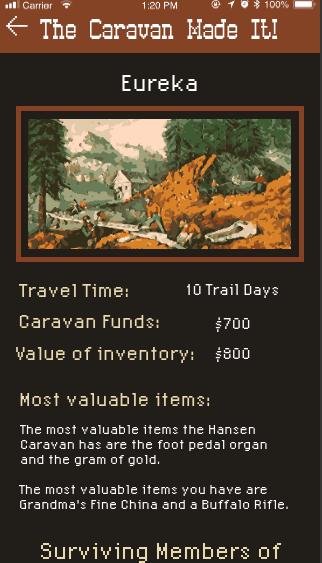 Carrier 1:20 PM 100%
The Caravan Made It!
Eureka
Travel Time: 10 Trail Days
Caravan Funds: $700
Value of inventory: $800
Most valuable items:
The most valuable items the Hansen
Caravan has are the foot pedal organ
and the gram of gold.
The most valuable items you have are
Grandma's Fine China and a Buffalo Rifle.
Surviving Members of